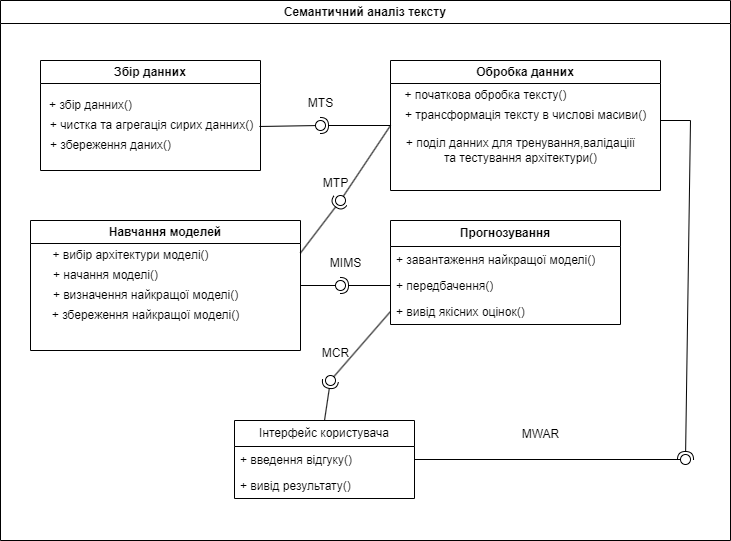 Семантичний аналіз тексту
Збір данних
+ збір данних()
+ чистка та агрегація сирих данних()
+ збереження даних()
MTS
Обробка данних
+ початкова обробка тексту()
+ трансформація тексту в числові масиви()
+ поділ данних для тренування,валідаціїї
та тестування архітектури()
MTP
Навчання моделей
+ вибір архітектури моделі()
+ начання моделі()
+ визначення найкращої моделі()
+ збереження найкращої моделі()
MIMS
Прогнозування
+ завантаження найкращої моделі()
+ передбачення()
+ вивід якісних оцінок()
MCR
Інтерфейс користувача
+ введення відгуку()
+ вивід результату()
MWAR